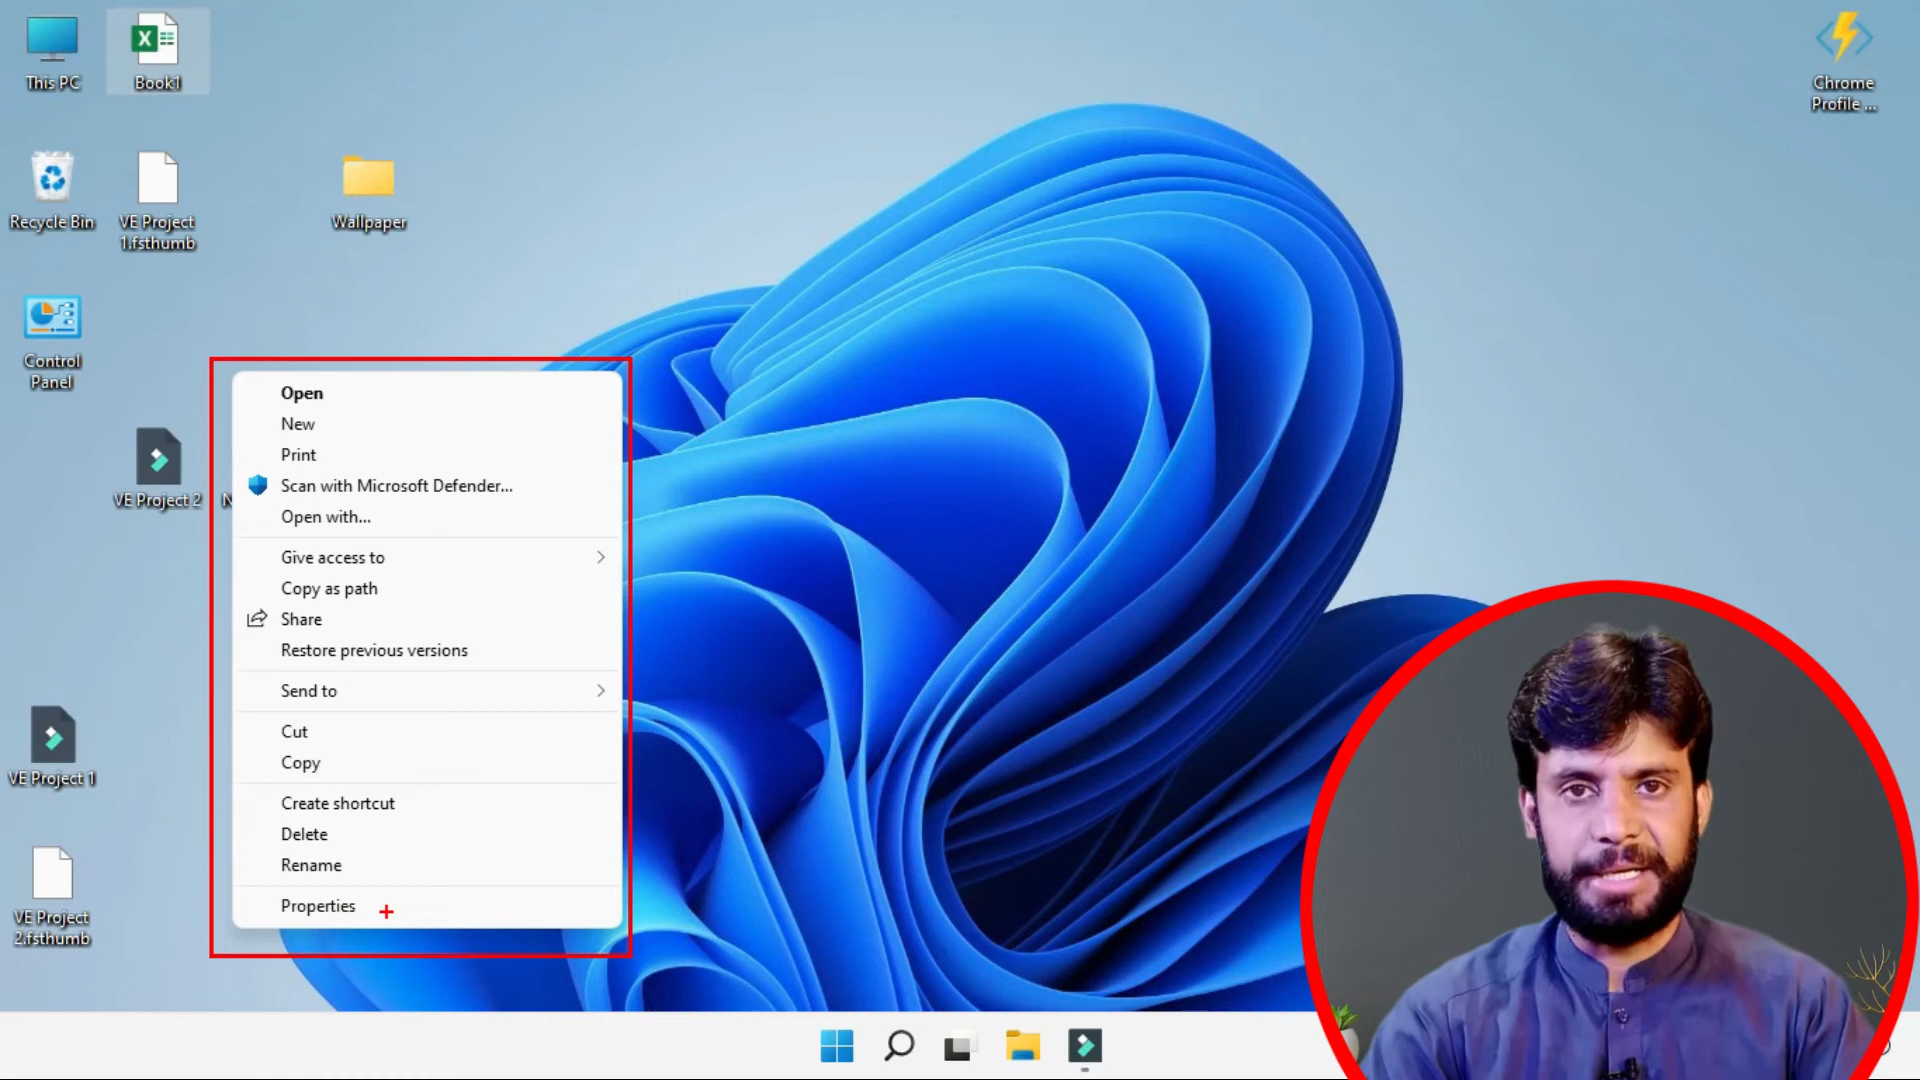 This PC
Book1
Chrome
Profile ...
Recycle Bin
VE Project
1.fsthumb
Wallpaper
Control
Panel
VE Project 2
N
Open
New
Print
Scan with Microsoft Defender...
Open with...
Give access to
Copy as path
Share
Restore previous versions
Send to
Cut
Copy
Create shortcut
Delete
Rename
Properties
VE Project 1
VE Project
2.fsthumb